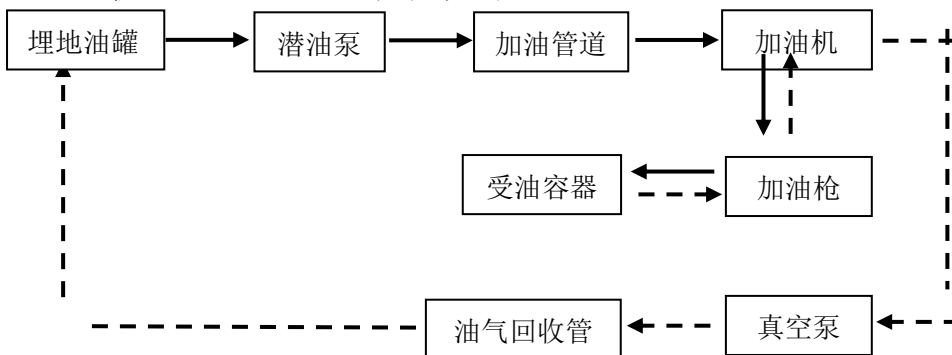 埋地油罐
潜油泵
加油管道
加油机
受油容器
加油枪
油气回收管
真空泵